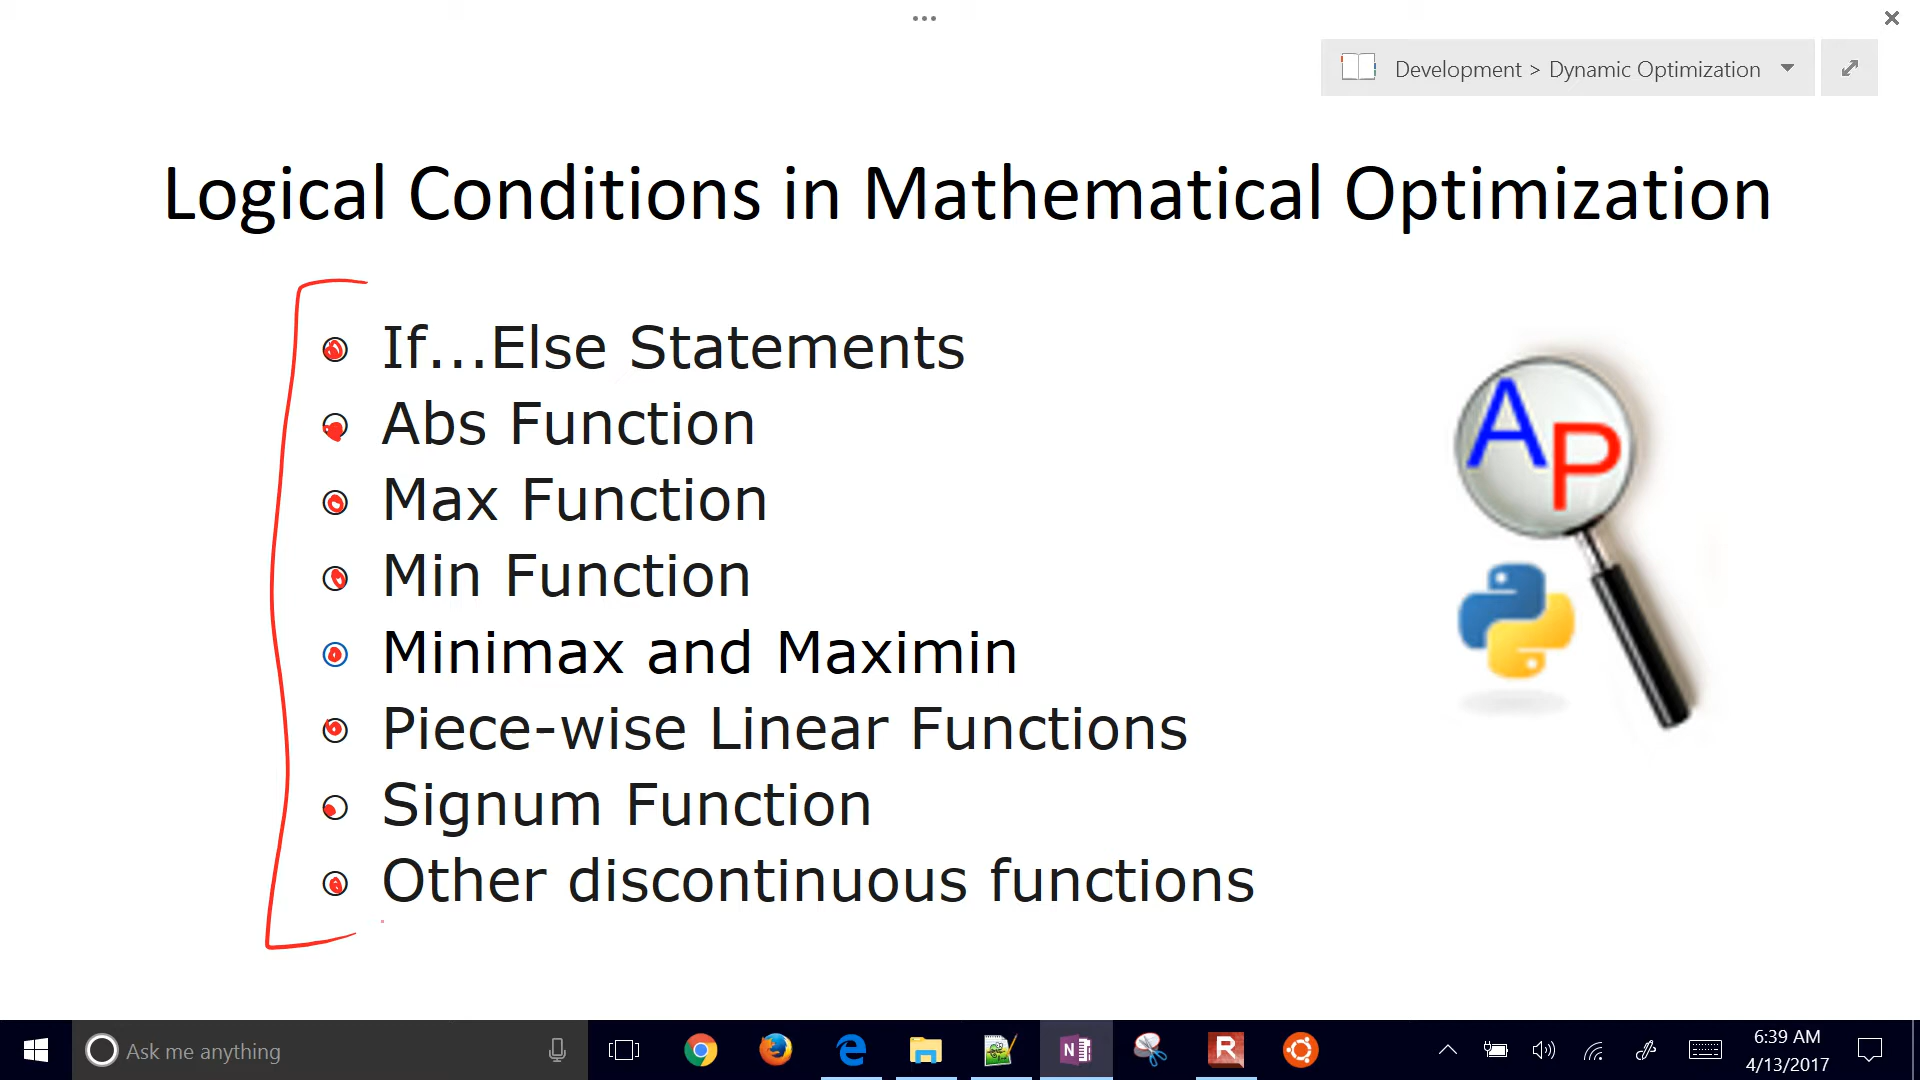 Development > Dynamic Optimization
Logical Conditions in Mathematical Optimization
If...Else Statements
Abs Function
Max Function
Min Function
Minimax and Maximin
Piece-wise Linear Functions
Signum Function
Other discontinuous functions
AP
Ask me anything
N
R
6:39 AM
4/13/2017